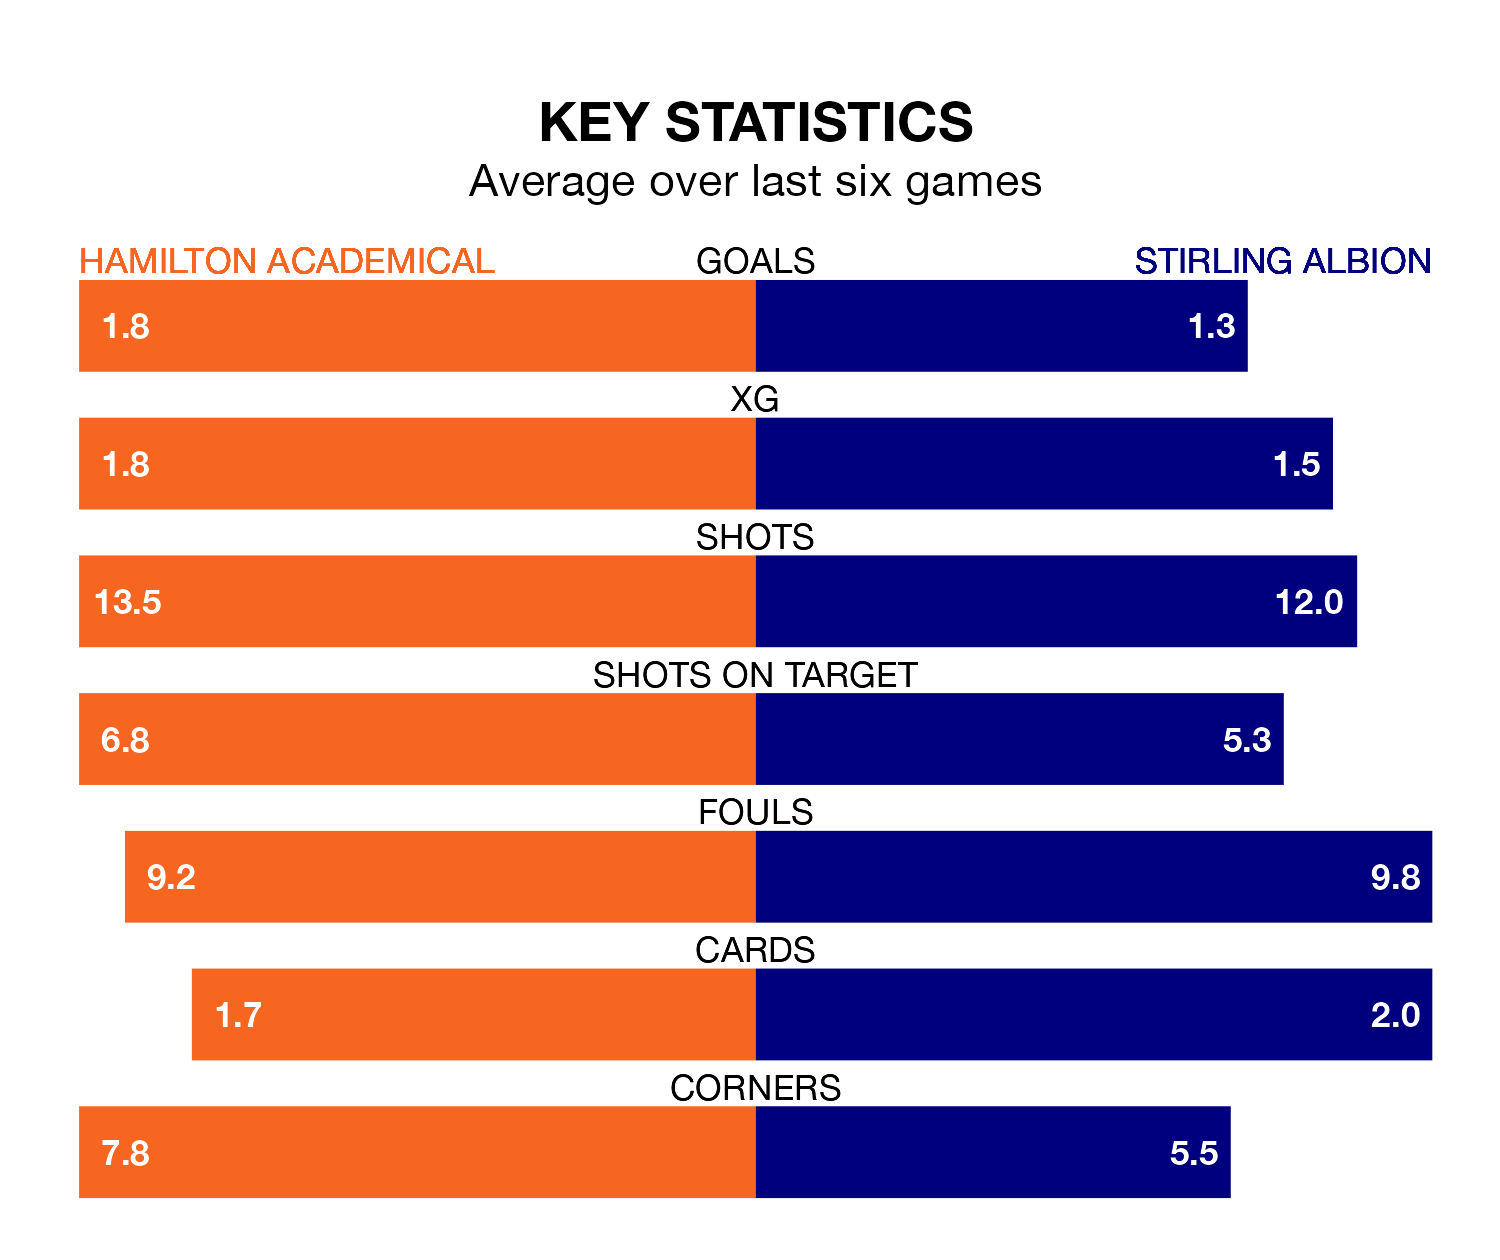 KEY STATISTICS
Average over last six games
HAMILTON ACADEMICAL GOALS STIRLING ALBION
1.8 1.3
XG
1.8 1.5
SHOTS
13.5 12.0
SHOTS ON TARGET
6.8 5.3
FOULS
9.2 9.8
CARDS
1.7 2.0
CORNERS
7.8 5.5